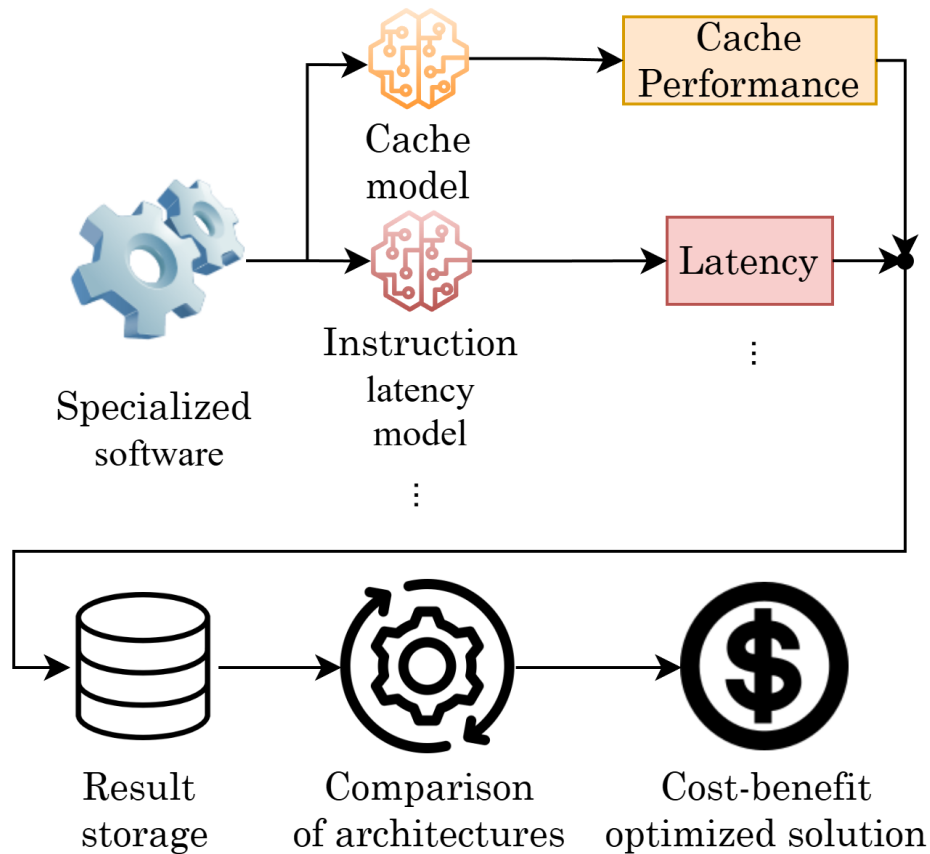 Cache
Performance
Cache
model
Latency
Instruction
latency
model
⋮
Specialized
software
⋮
Result
storage
Comparison
of architectures
Cost-benefit
optimized solution
$